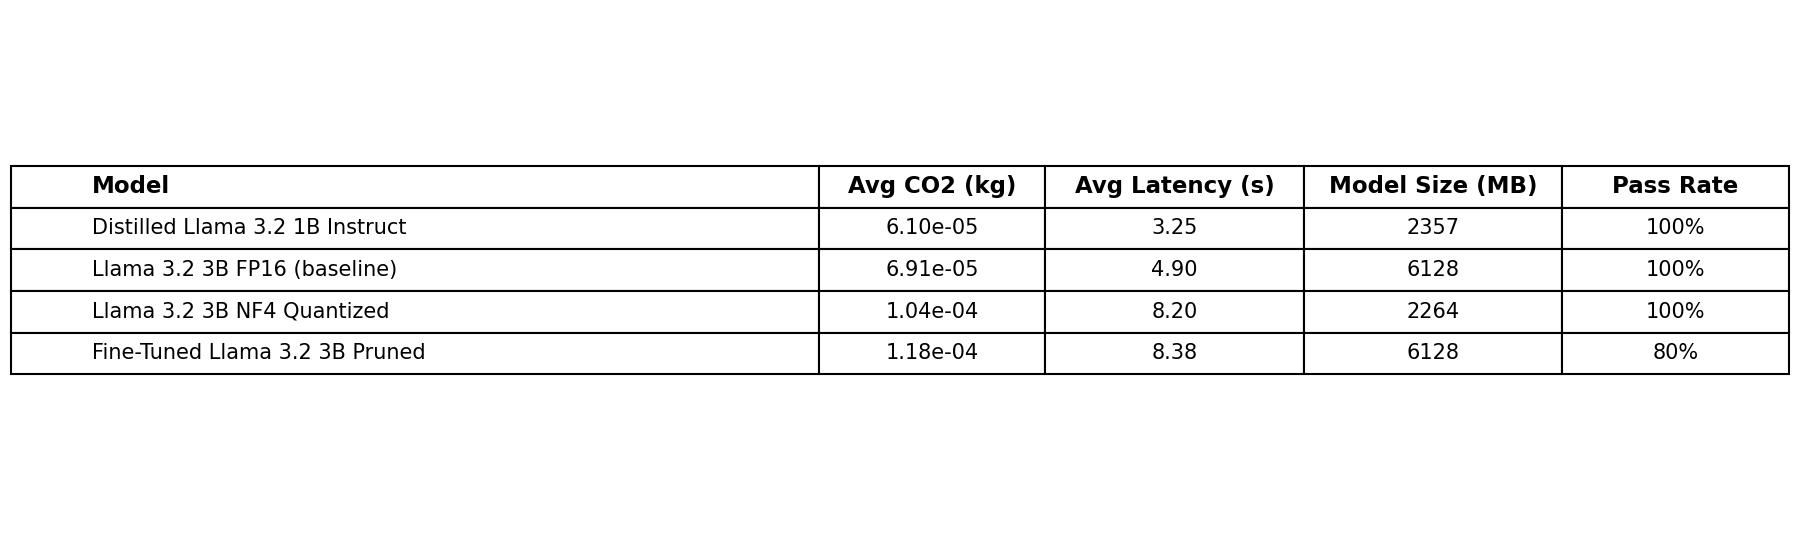 Model Avg CO2 (kg) Avg Latency (s) Model Size (MB) Pass Rate
Distilled Llama 3.2 1B Instruct 6.10e-05 3.25 2357 100%
Llama 3.2 3B FP16 (baseline) 6.91e-05 4.90 6128 100%
Llama 3.2 3B NF4 Quantized 1.04e-04 8.20 2264 100%
Fine-Tuned Llama 3.2 3B Pruned 1.18e-04 8.38 6128 80%